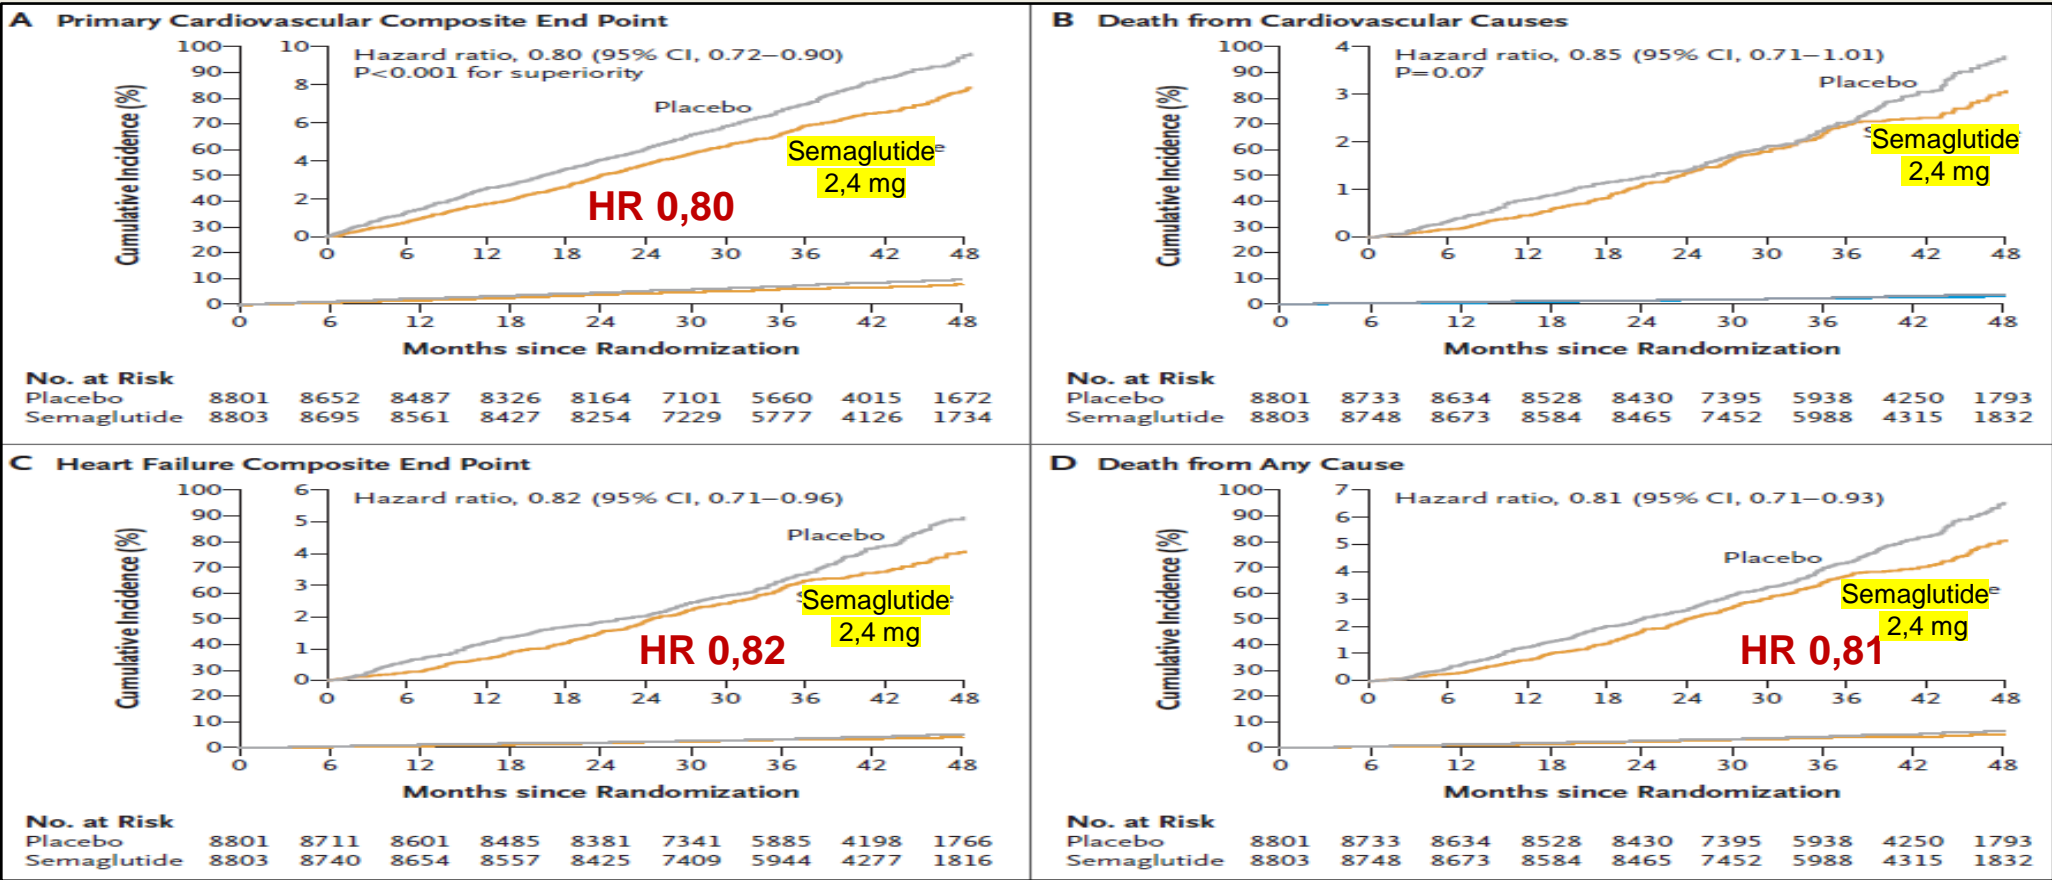 A Primary Cardiovascular Composite End Point
Cumulative Incidence (%)
100
90
80
70
60
50
40
30
20
10
0
10
8
6
4
2
0
Hazard ratio, 0.80 (95% CI, 0.72–0.90)
P<0.001 for superiority
Placebo
Semaglutide
2,4 mg
HR 0,80
0 6 12 18 24 30 36 42 48
0 6 12 18 24 30 36 42 48
Months since Randomization
No. at Risk
Placebo 8801 8652 8487 8326 8164 7101 5660 4015 1672
Semaglutide 8803 8695 8561 8427 8254 7229 5777 4126 1734
B Death from Cardiovascular Causes
Cumulative Incidence (%)
100
90
80
70
60
50
40
30
20
10
0
4
3
2
1
0
Hazard ratio, 0.85 (95% CI, 0.71–1.01)
P=0.07
Placebo
Semaglutide
2,4 mg
0 6 12 18 24 30 36 42 48
0 6 12 18 24 30 36 42 48
Months since Randomization
No. at Risk
Placebo 8801 8733 8634 8528 8430 7395 5938 4250 1793
Semaglutide 8803 8748 8673 8584 8465 7452 5988 4315 1832
C Heart Failure Composite End Point
Cumulative Incidence (%)
100
90
80
70
60
50
40
30
20
10
0
6
5
4
3
2
1
0
Hazard ratio, 0.82 (95% CI, 0.71–0.96)
Placebo
Semaglutide
2,4 mg
HR 0,82
0 6 12 18 24 30 36 42 48
0 6 12 18 24 30 36 42 48
Months since Randomization
No. at Risk
Placebo 8801 8711 8601 8485 8381 7341 5885 4198 1766
Semaglutide 8803 8740 8654 8557 8425 7409 5944 4277 1816
D Death from Any Cause
Cumulative Incidence (%)
100
90
80
70
60
50
40
30
20
10
0
7
6
5
4
3
2
1
0
Hazard ratio, 0.81 (95% CI, 0.71–0.93)
Placebo
Semaglutide
2,4 mg
HR 0,81
0 6 12 18 24 30 36 42 48
0 6 12 18 24 30 36 42 48
Months since Randomization
No. at Risk
Placebo 8801 8733 8634 8528 8430 7395 5938 4250 1793
Semaglutide 8803 8748 8673 8584 8465 7452 5988 4315 1832